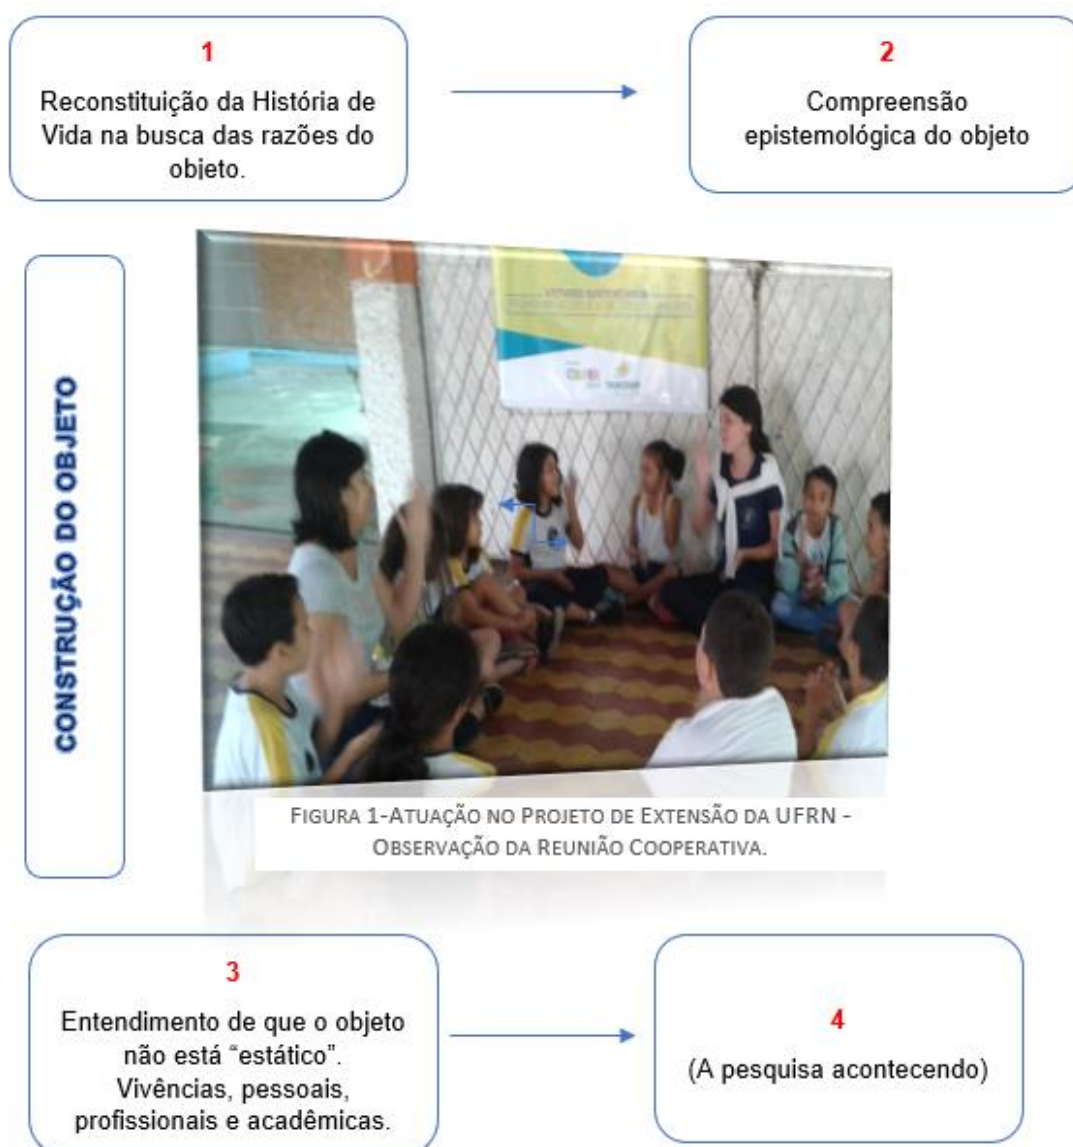 1
Reconstituição da História de
Vida na busca das razões do
objeto.
2
Compreensão
epistemológica do objeto
CONSTRUÇÃO DO OBJETO
FIGURA 1-ATUAÇÃO NO PROJETO DE EXTENSÃO DA UFRN -
OBSERVAÇÃO DA REUNIÃO COOPERATIVA.
3
Entendimento de que o objeto
não está “estático”.
Vivências, pessoais,
profissionais e acadêmicas.
4
(A pesquisa acontecendo)